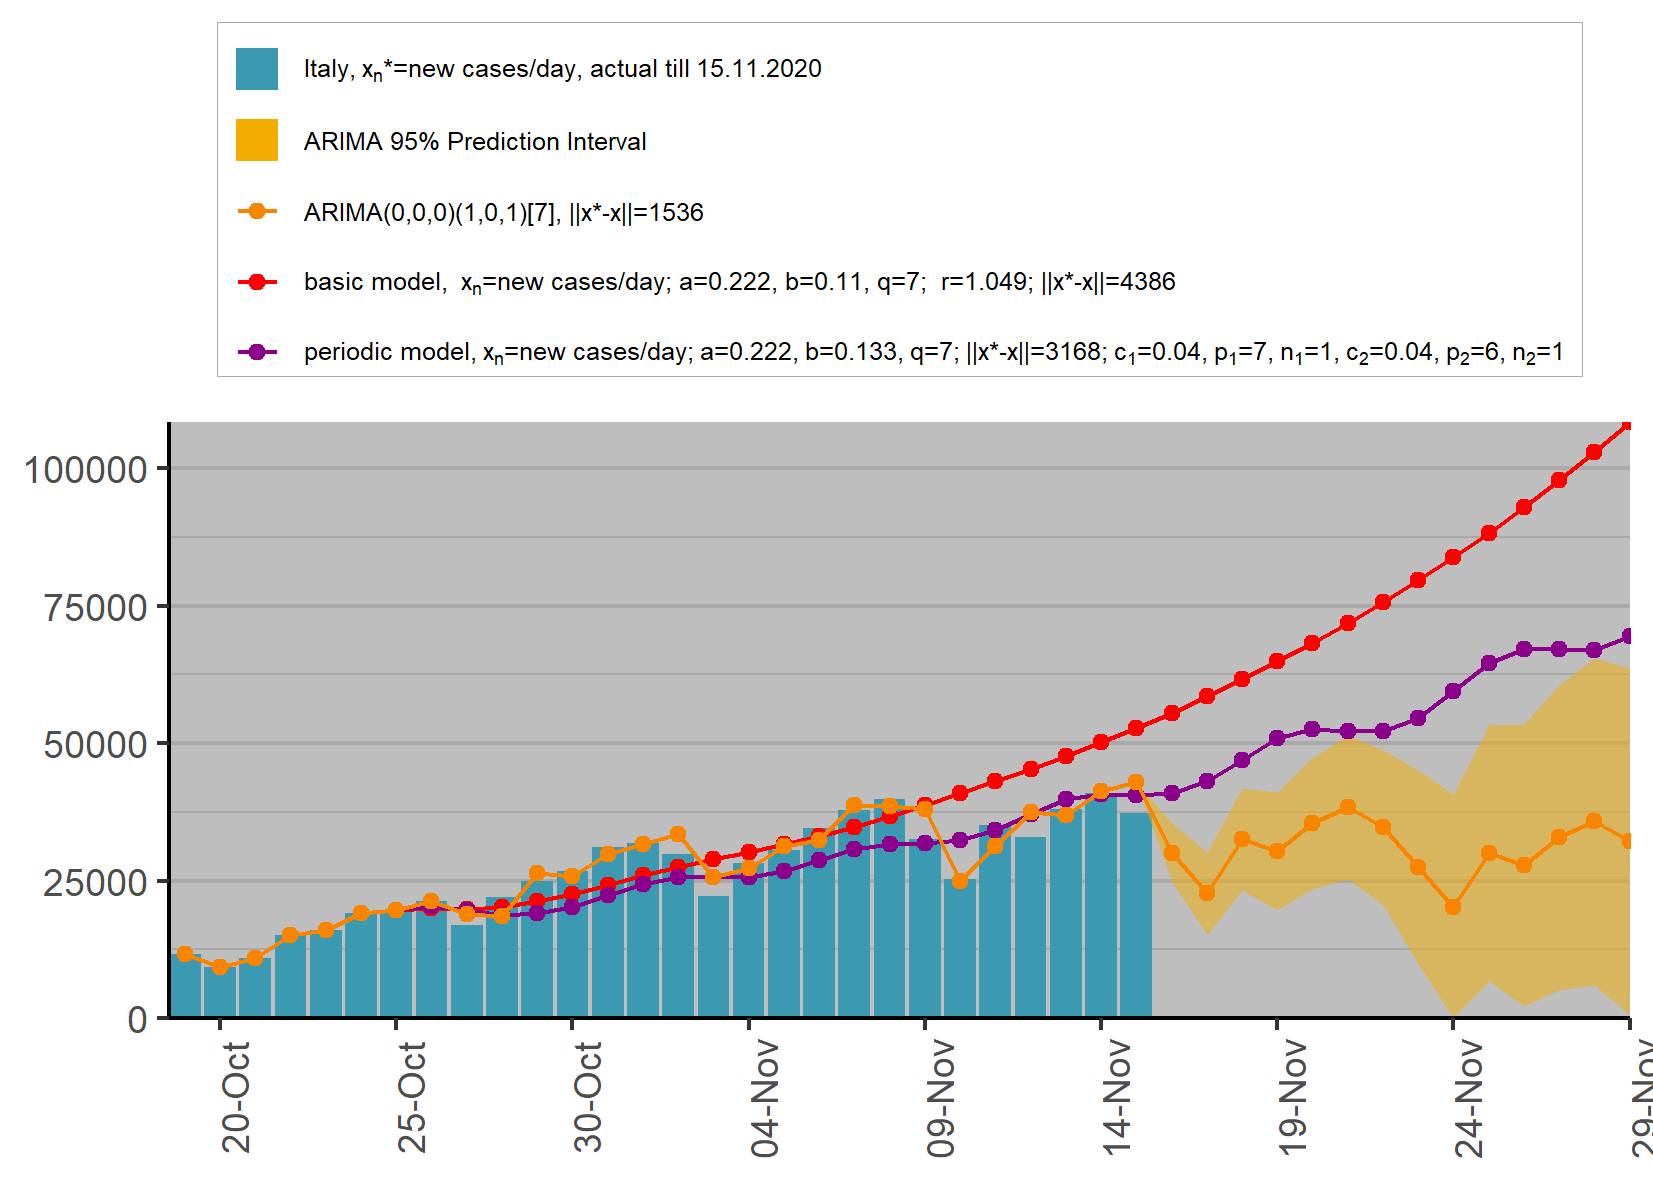 Italy, xₙ*=new cases/day, actual till 15.11.2020
ARIMA 95% Prediction Interval
ARIMA(0,0,0)(1,0,1)[7], ||x*-x||=1536
basic model,  xₙ=new cases/day; a=0.222, b=0.11, q=7;  r=1.049; ||x*-x||=4386
periodic model, xₙ=new cases/day; a=0.222, b=0.133, q=7; ||x*-x||=3168; c₁=0.04, p₁=7, n₁=1, c₂=0.04, p₂=6, n₂=1
100000
75000
50000
25000
0
20-Oct
25-Oct
30-Oct
04-Nov
09-Nov
14-Nov
19-Nov
24-Nov
29-Nov